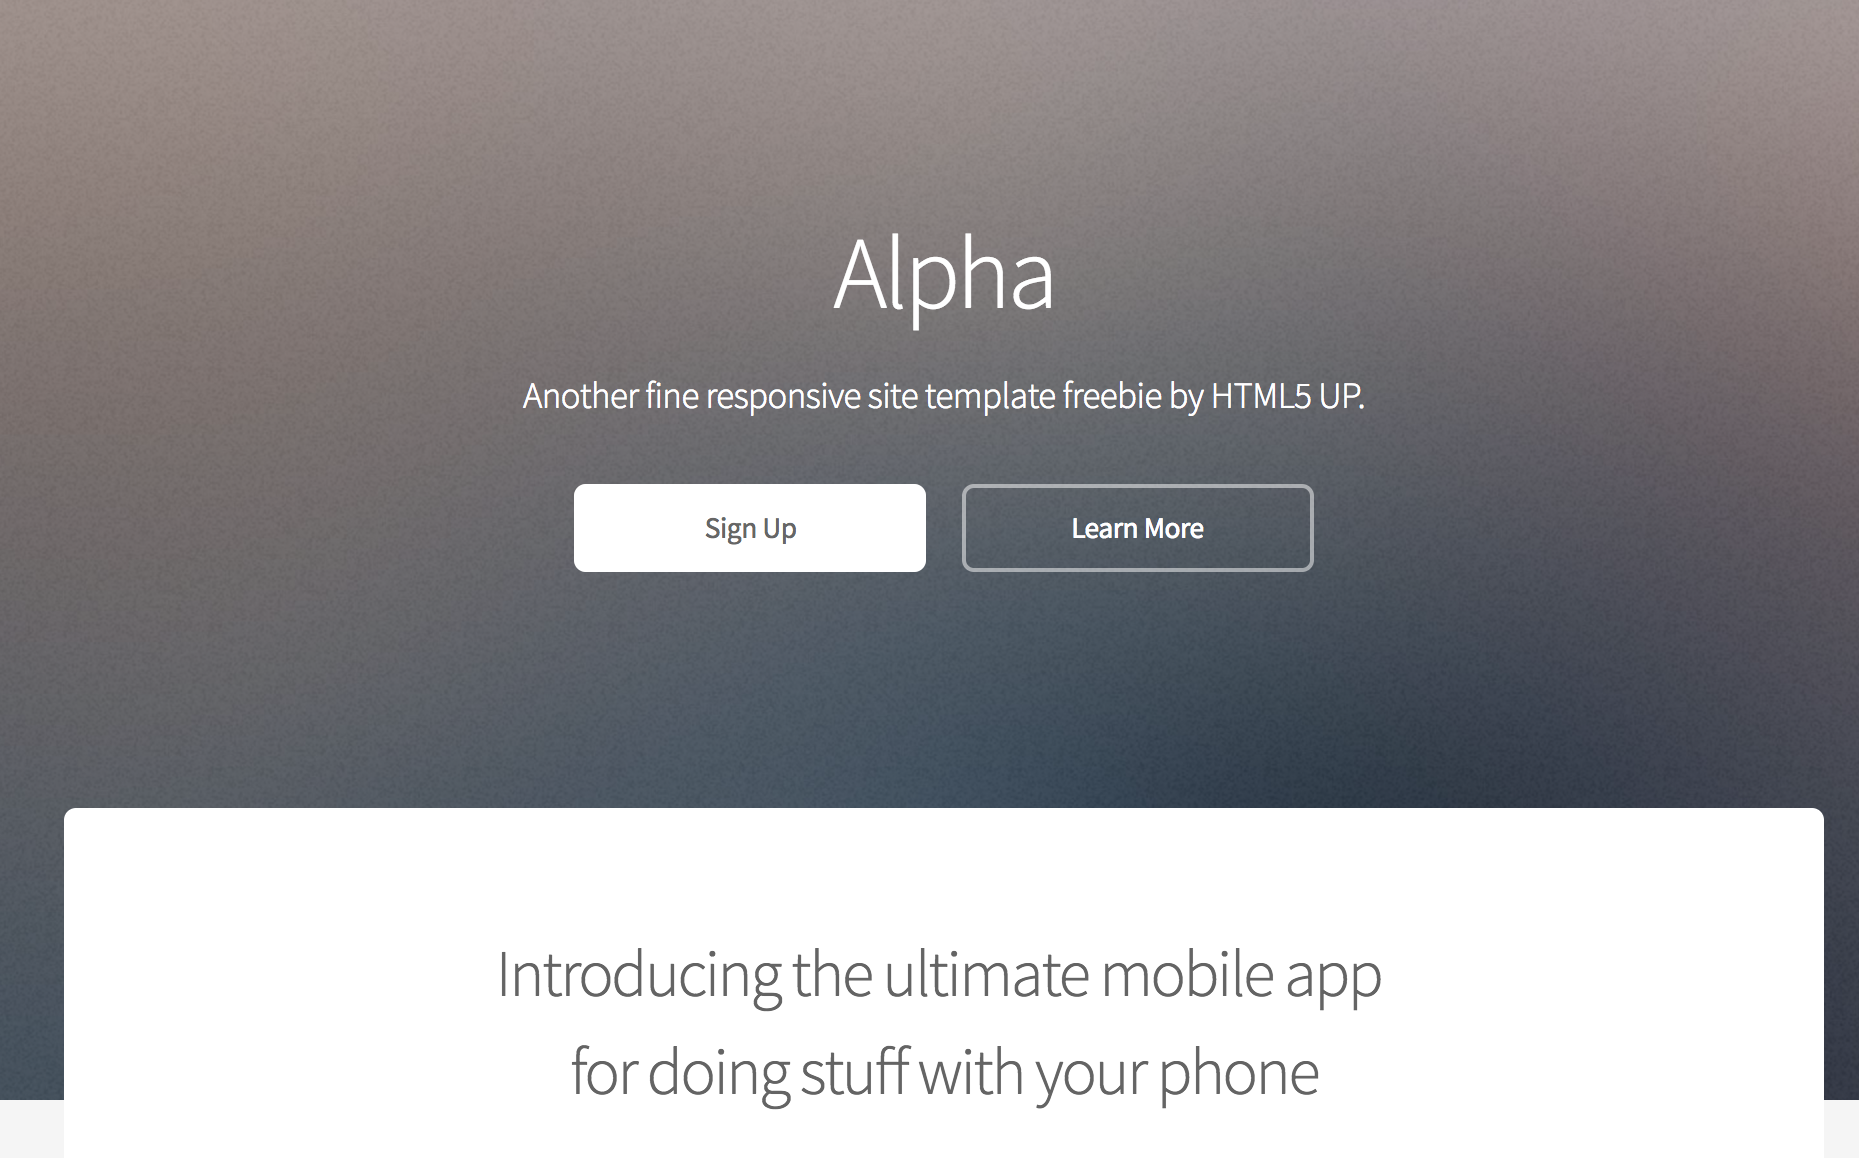 Alpha
Another fine responsive site template freebie by HTML5 UP.
Sign Up
Learn More
Introducing the ultimate mobile app
for doing stuff with your phone